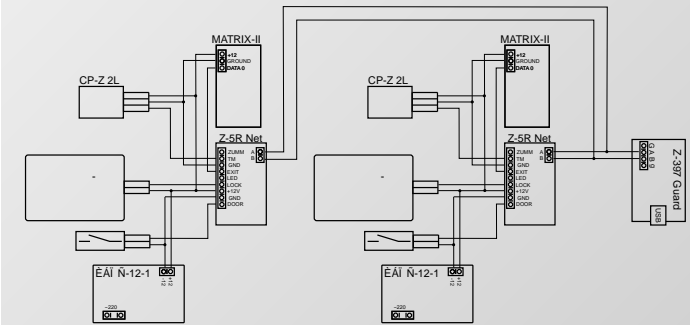 MATRIX-II
+12
GROUND
DATA 0
CP-Z 2L
Z-5R Net
ZUMM
TM
GND
EXIT
LED
LOCK
+12V
GND
DOOR
A
B
-
ÈÀÏ Ñ-12-1
-12
+12
~220
MATRIX-II
+12
GROUND
DATA 0
CP-Z 2L
Z-5R Net
ZUMM
TM
GND
EXIT
LED
LOCK
+12V
GND
DOOR
A
B
-
ÈÀÏ Ñ-12-1
-12
+12
~220
G
A
B
G
Z-397 Guard
USB